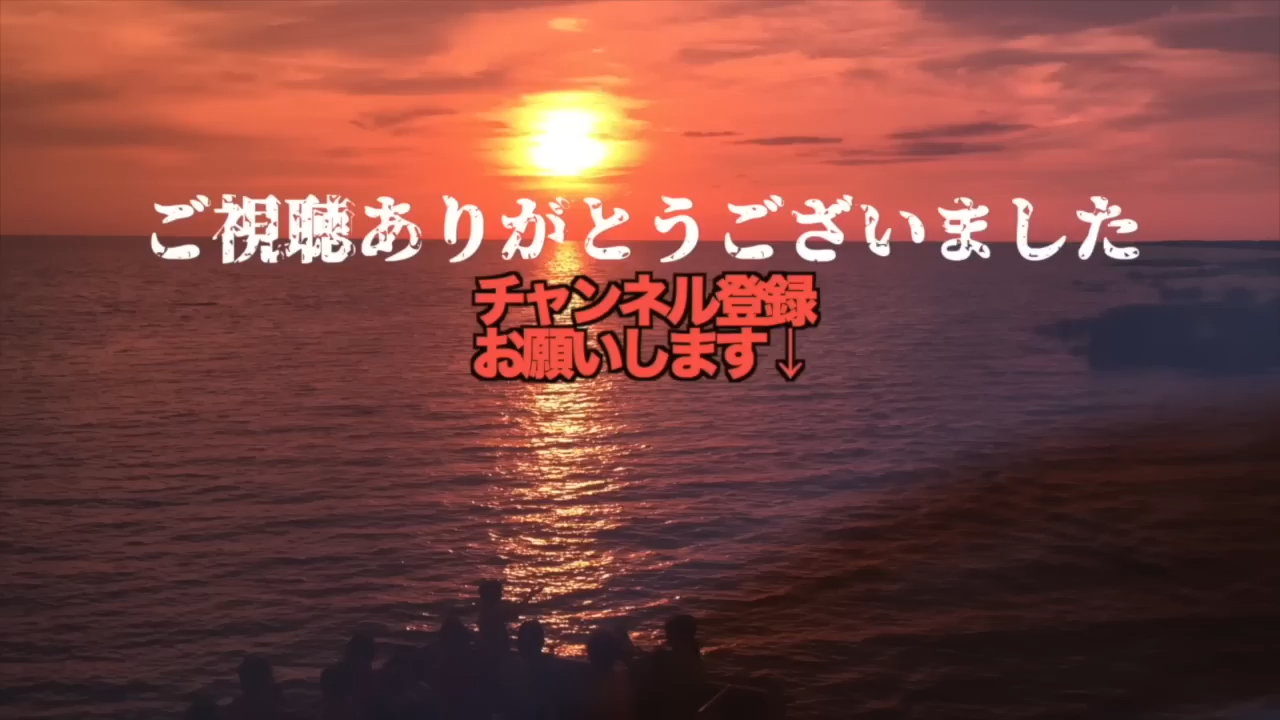 ご視聴ありがとうございました
チャンネル登録
お願いします↓